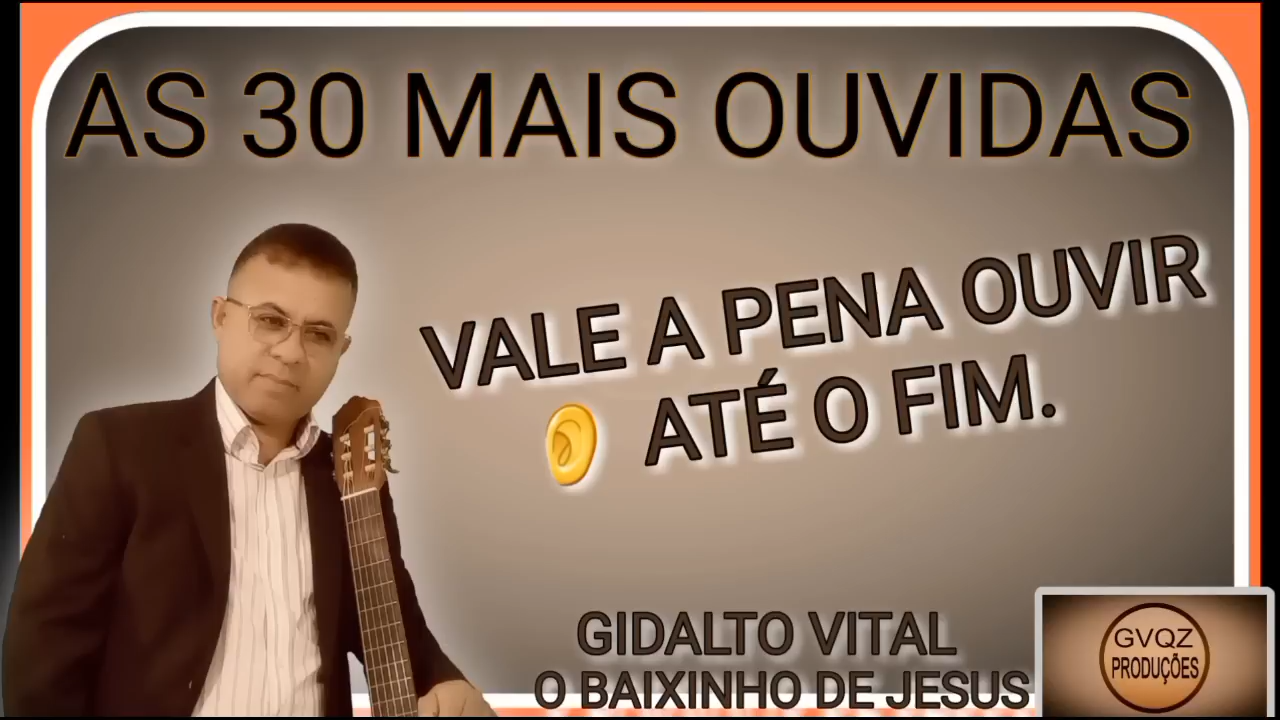 AS 30 MAIS OUVIDAS
VALE A PENA OUVIR
ATÉ O FIM.
GIDALTO VITAL
O BAIXINHO DE JESUS
GVQZ
PRODUÇÕES